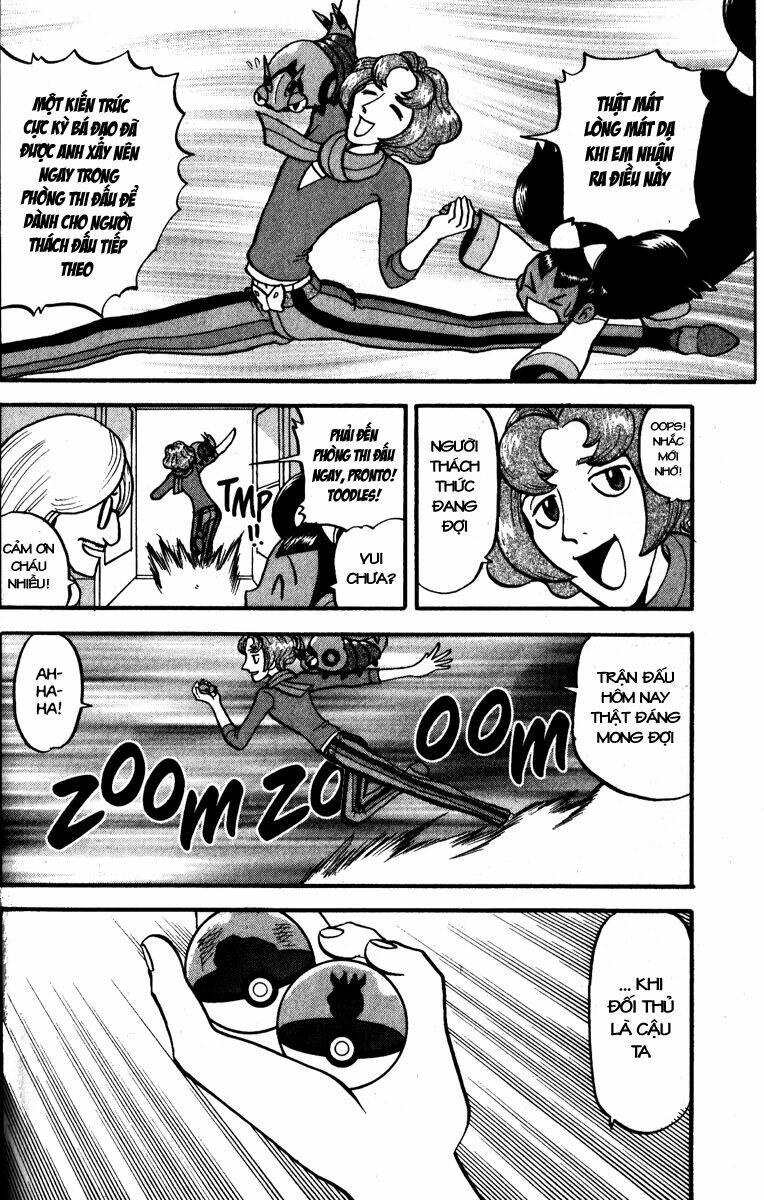 THẬT MÁT
LÒNG MÁT DẠ
KHI EM NHẬN
RA ĐIỀU NÀY
MỘT KIẾN TRÚC
CỰC KỲ BÁ ĐẠO ĐÃ
ĐƯỢC ANH XÂY NÊN
NGAY TRONG
PHÒNG THI ĐẤU ĐỂ
DÀNH CHO NGƯỜI
THÁCH ĐẤU TIẾP
THEO
OOPS!
NHẮC
MỚI
NHỚ!
NGƯỜI
THÁCH
THỨC
ĐANG
ĐỢI
PHẢI ĐẾN
PHÒNG THI ĐẤU
NGAY, PRONTO!
TOODLES!
TMP
!!
VUI
CHƯA?
CẢM ƠN
CHÁU
NHIỀU!
TRẬN ĐẤU
HÔM NAY
THẬT ĐÁNG
MONG ĐỢI
AH-
HA-
HA!
ZOOM ZOOOM
... KHI
ĐỐI THỦ
LÀ CẬU
TA